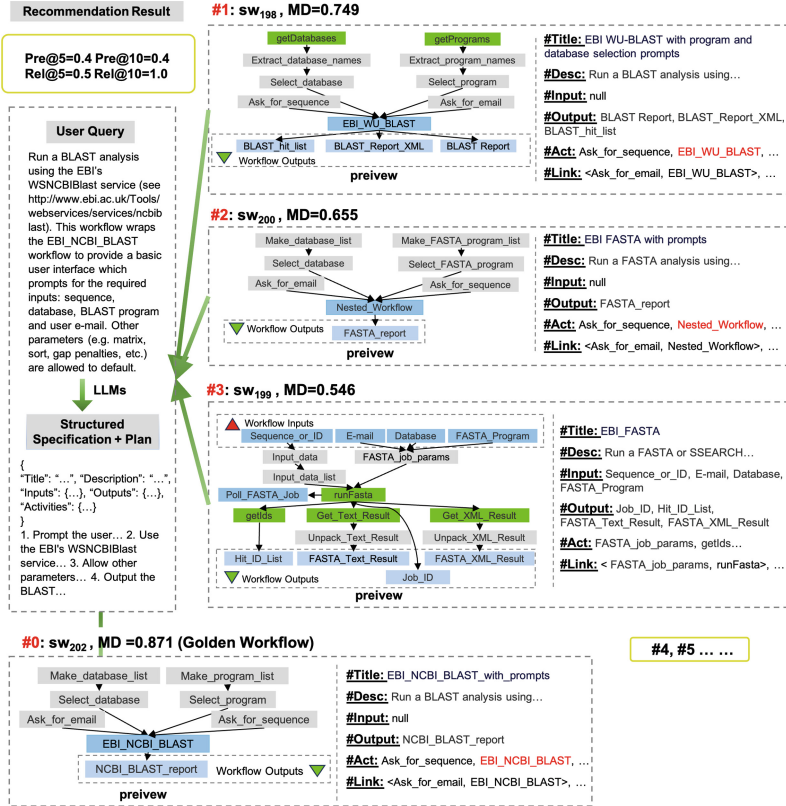 Recommendation Result
Pre@5=0.4 Pre@10=0.4
Rel@5=0.5 Rel@10=1.0
User Query
Run a BLAST analysis
using the EBI's
WSNCBIBlast service (see
http://www.ebi.ac.uk/Tools/
webservices/services/ncbib
last). This workflow wraps
the EBI_NCBI_BLAST
workflow to provide a basic
user interface which
prompts for the required
inputs: sequence,
database, BLAST program
and user e-mail. Other
parameters (e.g. matrix,
sort, gap penalties, etc.)
are allowed to default.
LLMs
Structured
Specification + Plan
{
"Title": "…", "Description": "…",
"Inputs": {…}, "Outputs": {…},
"Activities": {…}
}
1. Prompt the user… 2. Use
the EBI's WSNCBIBlast
service… 3. Allow other
parameters… 4. Output the
BLAST…
#1: sw198, MD=0.749
getDatabases
getPrograms
Extract_database_names
Extract_program_names
Select_database
Select_program
Ask_for_sequence
Ask_for_email
EBI_WU_BLAST
BLAST_hit_list
BLAST_Report_XML
BLAST Report
Workflow Outputs
preivew
#Title: EBI WU-BLAST with program and
database selection prompts
#Desc: Run a BLAST analysis using…
#Input: null
#Output: BLAST Report, BLAST_Report_XML,
BLAST_hit_list
#Act: Ask_for_sequence, EBI_WU_BLAST, …
#Link: <Ask_for_email, EBI_WU_BLAST>, …
#2: sw200, MD=0.655
Make_database_list
Make_FASTA_program_list
Select_database
Select_FASTA_program
Ask_for_email
Ask_for_sequence
Nested_Workflow
Workflow Outputs
FASTA_report
preivew
#Title: EBI FASTA with prompts
#Desc: Run a FASTA analysis using…
#Input: null
#Output: FASTA_report
#Act: Ask_for_sequence, Nested_Workflow, …
#Link: <Ask_for_email, Nested_Workflow>, …
#3: sw199, MD=0.546
Workflow Inputs
Sequence_or_ID
E-mail
Database
FASTA_Program
Input_data
FASTA_job_params
Input_data_list
Poll_FASTA_Job
runFasta
getIds
Get_Text_Result
Get_XML_Result
Unpack_Text_Result
Unpack_XML_Result
Hit_ID_List
FASTA_Text_Result
FASTA_XML_Result
Workflow Outputs
Job_ID
preivew
#Title: EBI_FASTA
#Desc: Run a FASTA or SSEARCH…
#Input: Sequence_or_ID, E-mail, Database,
FASTA_Program
#Output: Job_ID, Hit_ID_List,
FASTA_Text_Result, FASTA_XML_Result
#Act: FASTA_job_params, getIds…
#Link: < FASTA_job_params, runFasta>, …
#0: sw202, MD =0.871 (Golden Workflow)
Make_database_list
Make_program_list
Select_database
Select_program
Ask_for_email
Ask_for_sequence
EBI_NCBI_BLAST
NCBI_BLAST_report
Workflow Outputs
preivew
#Title: EBI_NCBI_BLAST_with_prompts
#Desc: Run a BLAST analysis using…
#Input: null
#Output: NCBI_BLAST_report
#Act: Ask_for_sequence, EBI_NCBI_BLAST, …
#Link: <Ask_for_email, EBI_NCBI_BLAST>, …
#4, #5 … …